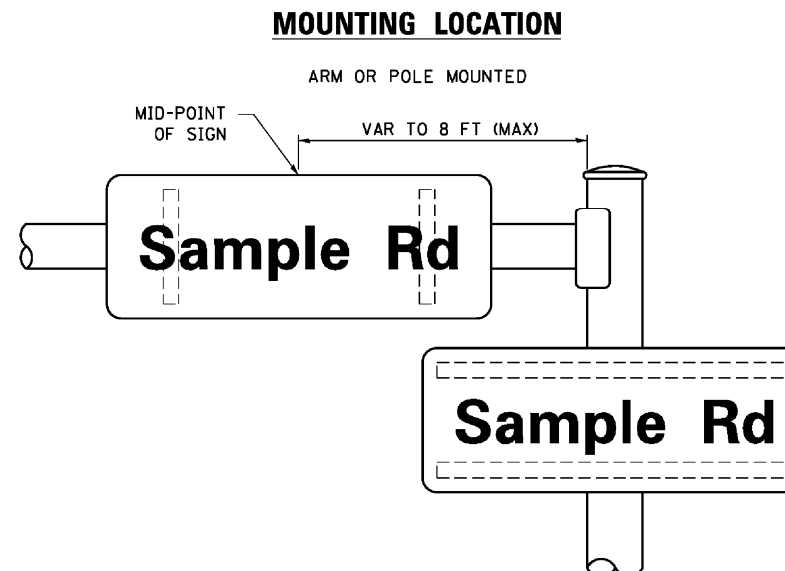 MOUNTING LOCATION
ARM OR POLE MOUNTED
MID-POINT
OF SIGN
VAR TO 8 FT (MAX)
Sample Rd
Sample Rd